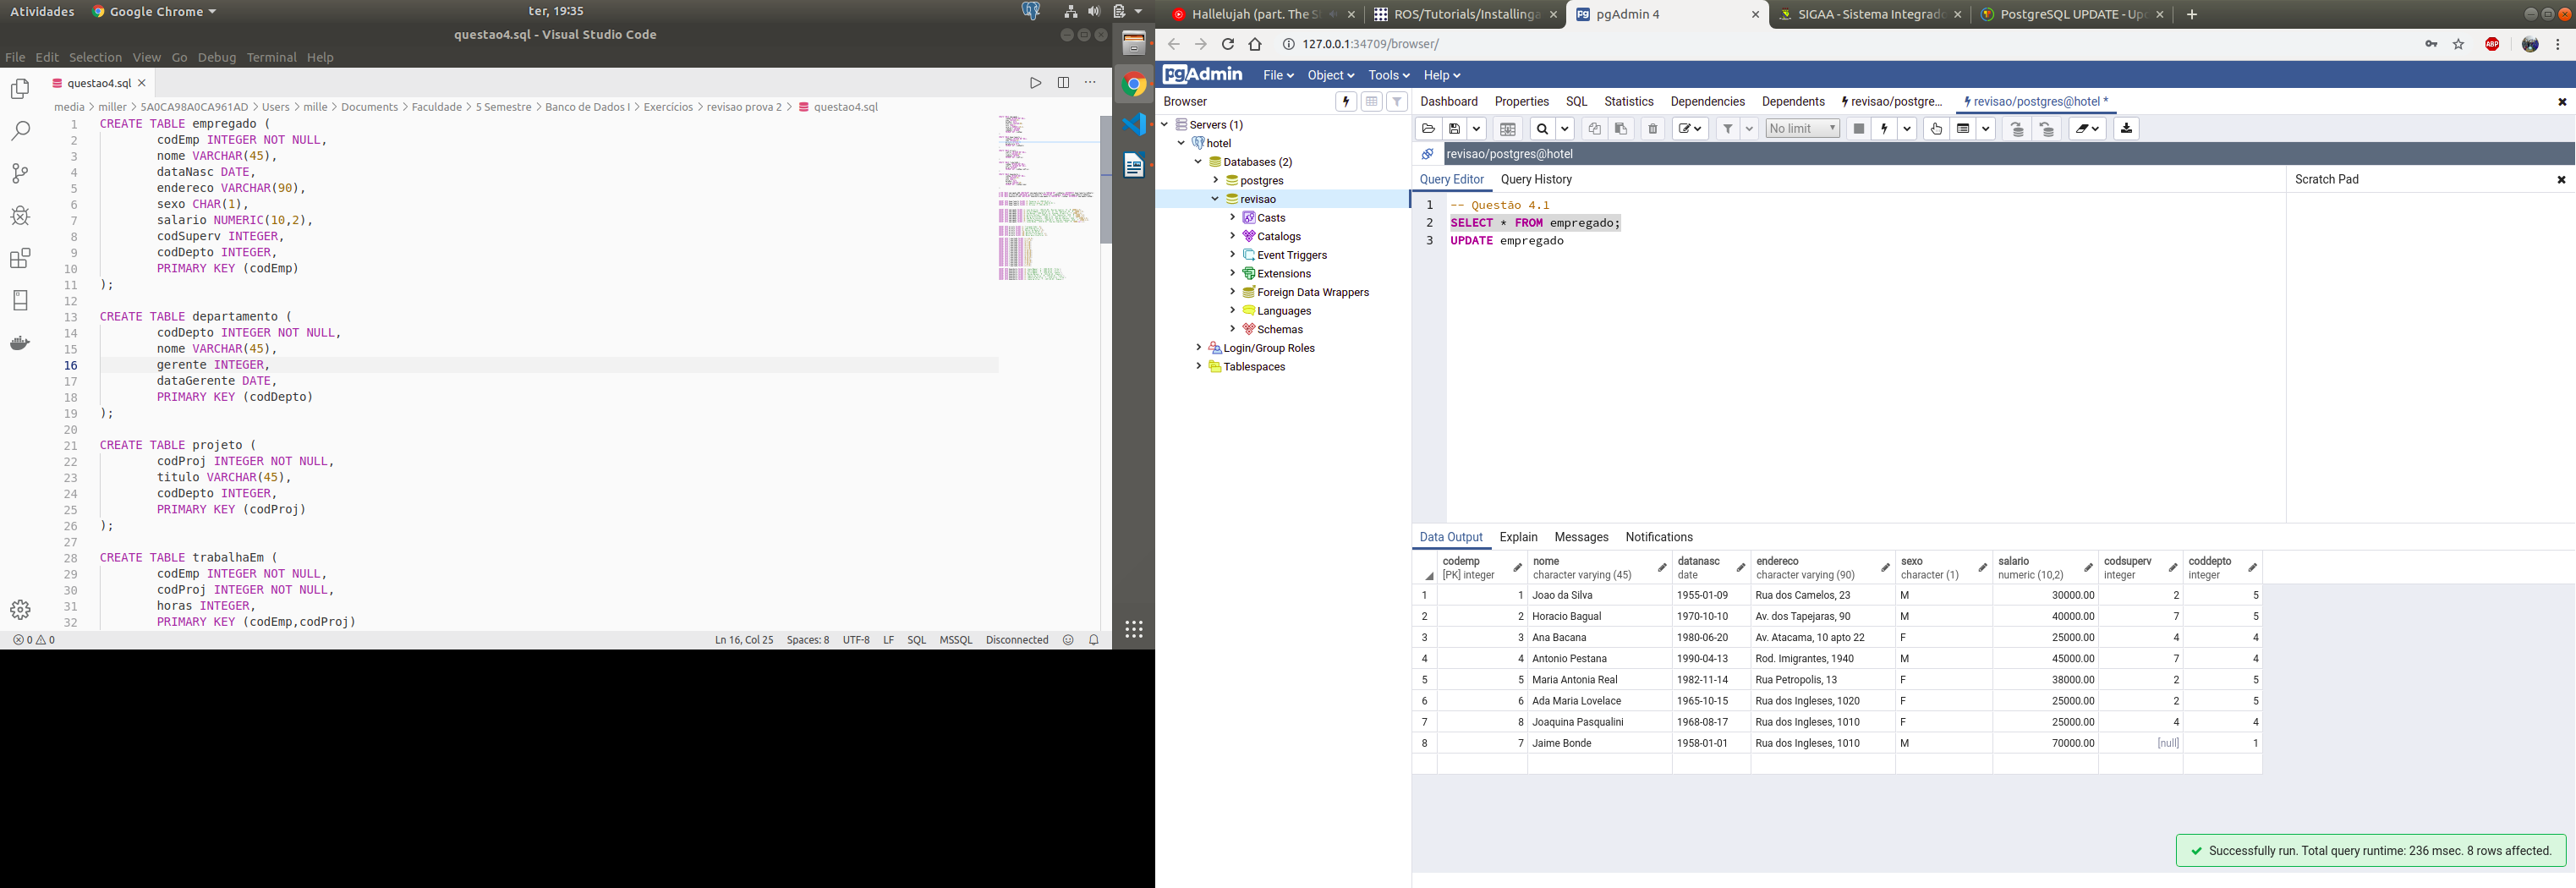 Atividades Google Chrome ter, 19:35
questao4.sql - Visual Studio Code
File Edit Selection View Go Debug Terminal Help
questao4.sql
media > miller > 5A0CA98A0CA961AD > Users > mille > Documents > Faculdade > 5 Semestre > Banco de Dados I > Exercícios > revisao prova 2 > questao4.sql
1 CREATE TABLE empregado (
2 codEmp INTEGER NOT NULL,
3 nome VARCHAR(45),
4 dataNasc DATE,
5 endereco VARCHAR(90),
6 sexo CHAR(1),
7 salario NUMERIC(10,2),
8 codSuperv INTEGER,
9 codDepto INTEGER,
10 PRIMARY KEY (codEmp)
11 );
12
13 CREATE TABLE departamento (
14 codDepto INTEGER NOT NULL,
15 nome VARCHAR(45),
16 gerente INTEGER,
17 dataGerente DATE,
18 PRIMARY KEY (codDepto)
19 );
20
21 CREATE TABLE projeto (
22 codProj INTEGER NOT NULL,
23 titulo VARCHAR(45),
24 codDepto INTEGER,
25 PRIMARY KEY (codProj)
26 );
27
28 CREATE TABLE trabalhaEm (
29 codEmp INTEGER NOT NULL,
30 codProj INTEGER NOT NULL,
31 horas INTEGER,
32 PRIMARY KEY (codEmp,codProj)
0 0 Ln 16, Col 25 Spaces: 8 UTF-8 LF SQL MSSQL Disconnected
Hallelujah (part. The ROS/Tutorials/Installing pgAdmin 4 SIGAA - Sistema Integrad PostgreSQL UPDATE -
127.0.0.1:34709/browser/ ABP
pgAdmin File Object Tools Help
Browser
Servers (1)
hotel
Databases (2)
postgres
revisao
Casts
Catalogs
Event Triggers
Extensions
Foreign Data Wrappers
Languages
Schemas
Login/Group Roles
Tablespaces
Dashboard Properties SQL Statistics Dependencies Dependents revisao/postgre... revisao/postgres@hotel *
No limit
revisao/postgres@hotel
Query Editor Query History Scratch Pad
1 -- Questão 4.1
2 SELECT * FROM empregado;
3 UPDATE empregado
Data Output Explain Messages Notifications
codemp nome datanasc endereco sexo salario codsuperv coddepto
[PK] integer character varying (45) date character varying (90) character (1) numeric (10,2) integer integer
1 1 Joao da Silva 1955-01-09 Rua dos Camelos, 23 M 30000.00 2 5
2 2 Horacio Bagual 1970-10-10 Av. dos Tapejaras, 90 M 40000.00 7 5
3 3 Ana Bacana 1980-06-20 Av. Atacama, 10 apto 22 F 25000.00 4 4
4 4 Antonio Pestana 1990-04-13 Rod. Imigrantes, 1940 M 45000.00 7 4
5 5 Maria Antonia Real 1982-11-14 Rua Petropolis, 13 F 38000.00 2 5
6 6 Ada Maria Lovelace 1965-10-15 Rua dos Ingleses, 1020 F 25000.00 2 5
7 8 Joaquina Pasqualini 1968-08-17 Rua dos Ingleses, 1010 F 25000.00 4 4
8 7 Jaime Bonde 1958-01-01 Rua dos Ingleses, 1010 M 70000.00 [null] 1
Successfully run. Total query runtime: 236 msec. 8 rows affected.